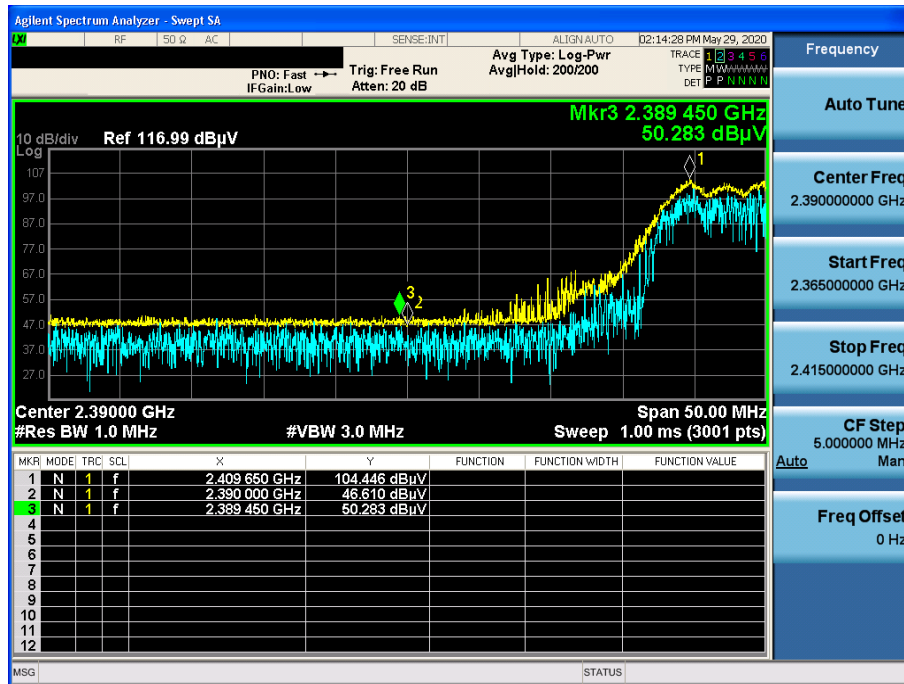 Agilent Spectrum Analyzer - Swept SA
LXI RF 50 Ω AC SENSE:INT ALIGN AUTO 02:14:28 PM May 29, 2020
PNO: Fast Trig: Free Run Avg Type: Log-Pwr TRACE 1 2 3 4 5 6
IFGain:Low Atten: 20 dB Avg|Hold: 200/200 TYPE M WWWWW
DET P P N N N N
Mkr3 2.389 450 GHz
50.283 dBµV
10 dB/div Ref 116.99 dBµV
Log
107
97.0
87.0
77.0
67.0
57.0
47.0
37.0
27.0
1
3
2
Center 2.39000 GHz Span 50.00 MHz
#Res BW 1.0 MHz #VBW 3.0 MHz Sweep 1.00 ms (3001 pts)
MKR MODE TRC SCL X Y FUNCTION FUNCTION WIDTH FUNCTION VALUE
1 N 1 f 2.409 650 GHz 104.446 dBµV
2 N 1 f 2.390 000 GHz 46.610 dBµV
3 N 1 f 2.389 450 GHz 50.283 dBµV
4
5
6
7
8
9
10
11
12
MSG STATUS
Frequency
Auto Tune
Center Freq
2.390000000 GHz
Start Freq
2.365000000 GHz
Stop Freq
2.415000000 GHz
CF Step
5.000000 MHz
Auto Man
Freq Offset
0 Hz